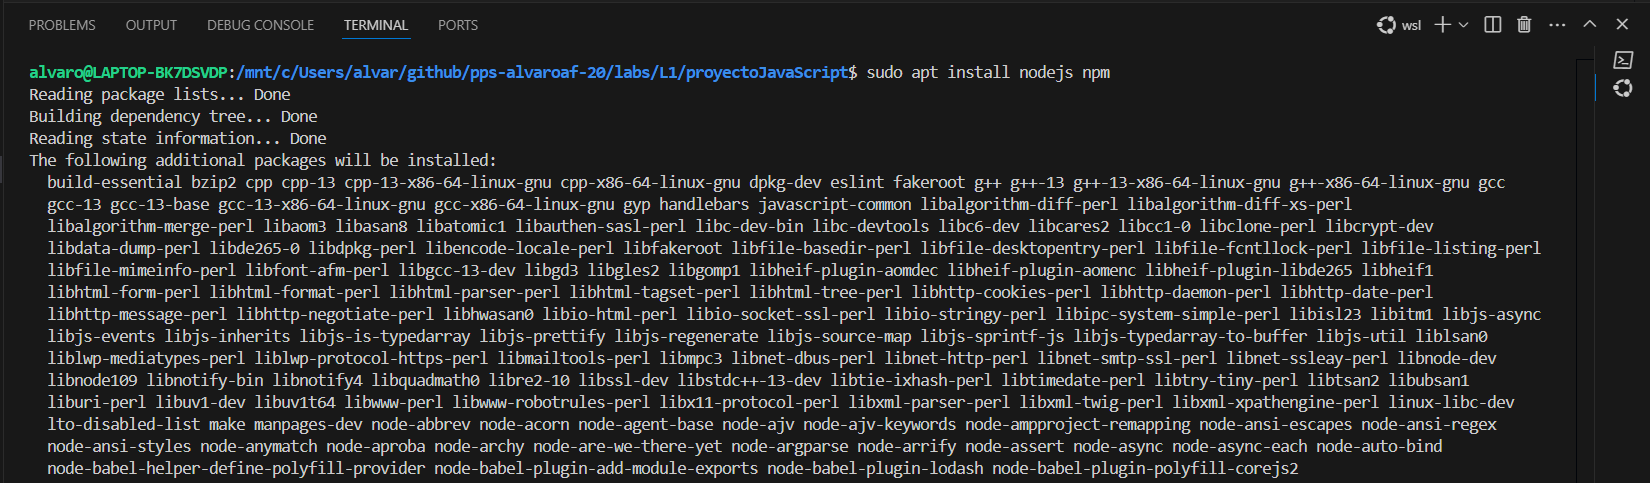 PROBLEMS OUTPUT DEBUG CONSOLE TERMINAL PORTS wsl
alvaro@LAPTOP-BK7DSVDP:/mnt/c/Users/alvar/github/pps-alvaroaf-20/labs/L1/proyectoJavaScript$ sudo apt install nodejs npm
Reading package lists... Done
Building dependency tree... Done
Reading state information... Done
The following additional packages will be installed:
build-essential bzip2 cpp cpp-13 cpp-13-x86-64-linux-gnu cpp-x86-64-linux-gnu dpkg-dev eslint fakeroot g++ g++-13 g++-13-x86-64-linux-gnu g++-x86-64-linux-gnu gcc
gcc-13 gcc-13-base gcc-13-x86-64-linux-gnu gcc-x86-64-linux-gnu gyp handlebars javascript-common libalgorithm-diff-perl libalgorithm-diff-xs-perl
libalgorithm-merge-perl libaom3 libasan8 libatomic1 libauthen-sasl-perl libc-dev-bin libc-devtools libc6-dev libcares2 libcc1-0 libclone-perl libcrypt-dev
libdata-dump-perl libde265-0 libdpkg-perl libencode-locale-perl libfakeroot libfile-basedir-perl libfile-desktopentry-perl libfile-fcntllock-perl libfile-listing-perl
libfile-mimeinfo-perl libfont-afm-perl libgcc-13-dev libgd3 libgles2 libgomp1 libheif-plugin-aomdec libheif-plugin-aomenc libheif-plugin-libde265 libheif1
libhtml-form-perl libhtml-format-perl libhtml-parser-perl libhtml-tagset-perl libhtml-tree-perl libhttp-cookies-perl libhttp-daemon-perl libhttp-date-perl
libhttp-message-perl libhttp-negotiate-perl libhwasan0 libio-html-perl libio-socket-ssl-perl libio-stringy-perl libipc-system-simple-perl libisl23 libitm1 libjs-async
libjs-events libjs-inherits libjs-is-typedarray libjs-prettify libjs-regenerate libjs-source-map libjs-sprintf-js libjs-typedarray-to-buffer libjs-util liblsan0
liblwp-mediatypes-perl liblwp-protocol-https-perl libmailtools-perl libmpc3 libnet-dbus-perl libnet-http-perl libnet-smtp-ssl-perl libnet-ssleay-perl libnode-dev
libnode109 libnotify-bin libnotify4 libquadmath0 libre2-10 libssl-dev libstdc++-13-dev libtie-ixhash-perl libtimedate-perl libtry-tiny-perl libtsan2 libubsan1
liburi-perl libuv1-dev libuv1t64 libwww-perl libwww-robotrules-perl libx11-protocol-perl libxml-parser-perl libxml-twig-perl libxml-xpathengine-perl linux-libc-dev
lto-disabled-list make manpages-dev node-abbrev node-acorn node-agent-base node-ajv node-ajv-keywords node-ampproject-remapping node-ansi-escapes node-ansi-regex
node-ansi-styles node-anymatch node-aproba node-archy node-are-we-there-yet node-argparse node-arrify node-assert node-async node-async-each node-auto-bind
node-babel-helper-define-polyfill-provider node-babel-plugin-add-module-exports node-babel-plugin-lodash node-babel-plugin-polyfill-corejs2